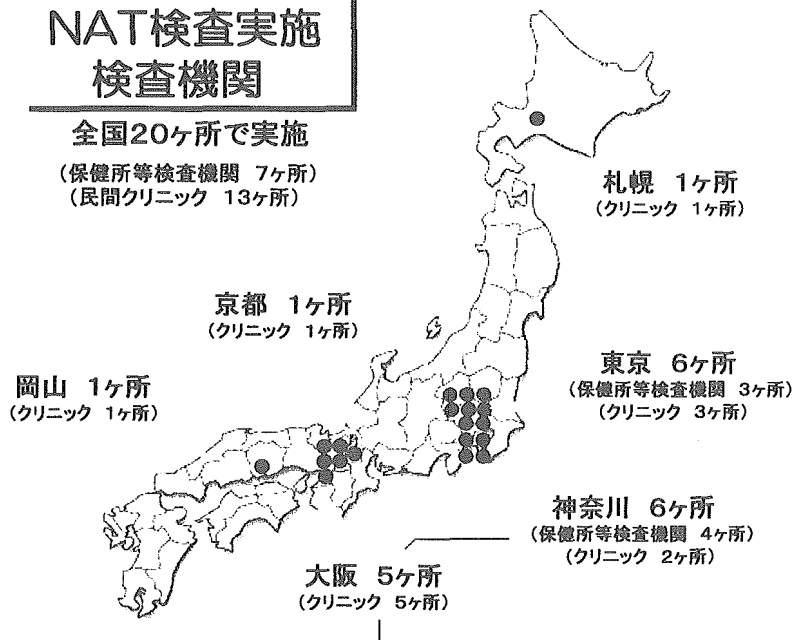 NAT検査実施
検査機関
全国20ヶ所で実施
（保健所等検査機関 7ヶ所）
（民間クリニック 13ヶ所）
札幌 1ヶ所
（クリニック 1ヶ所）
京都 1ヶ所
（クリニック 1ヶ所）
東京 6ヶ所
（保健所等検査機関 3ヶ所）
（クリニック 3ヶ所）
岡山 1ヶ所
（クリニック 1ヶ所）
神奈川 6ヶ所
（保健所等検査機関 4ヶ所）
（クリニック 2ヶ所）
大阪 5ヶ所
（クリニック 5ヶ所）